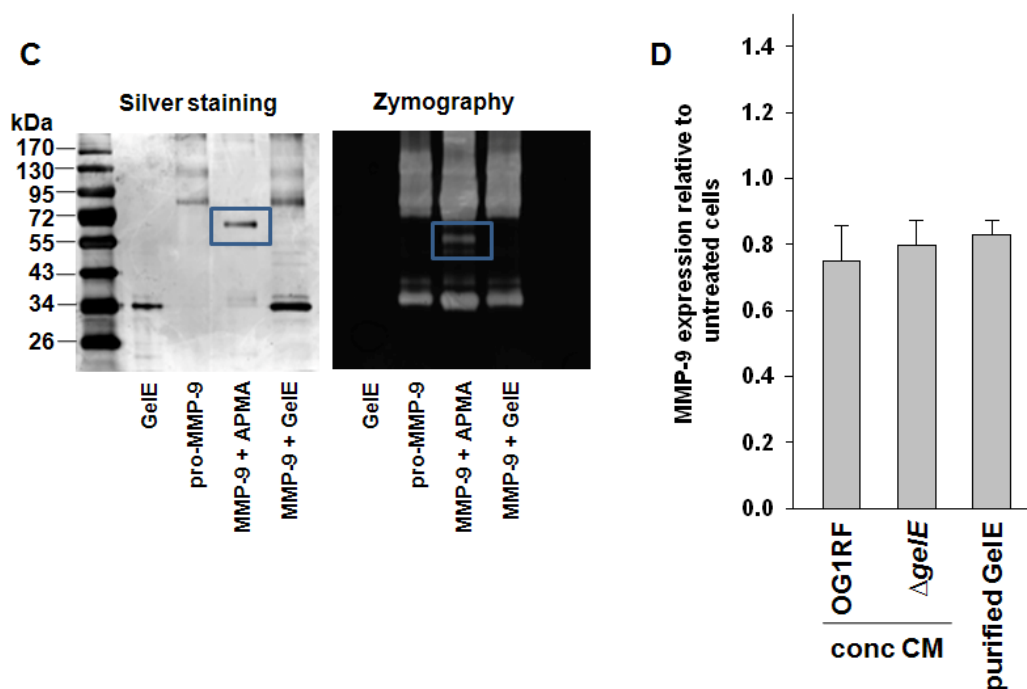 C
Silver staining
Zymography
kDa
170
130
95
72
55
43
34
26
GelE
pro-MMP-9
MMP-9 + APMA
MMP-9 + GelE
GelE
pro-MMP-9
MMP-9 + APMA
MMP-9 + GelE
D
MMP-9 expression relative to
untreated cells
1.4
1.2
1.0
0.8
0.6
0.4
0.2
0.0
OG1RF
ΔgelE
purified GelE
conc CM